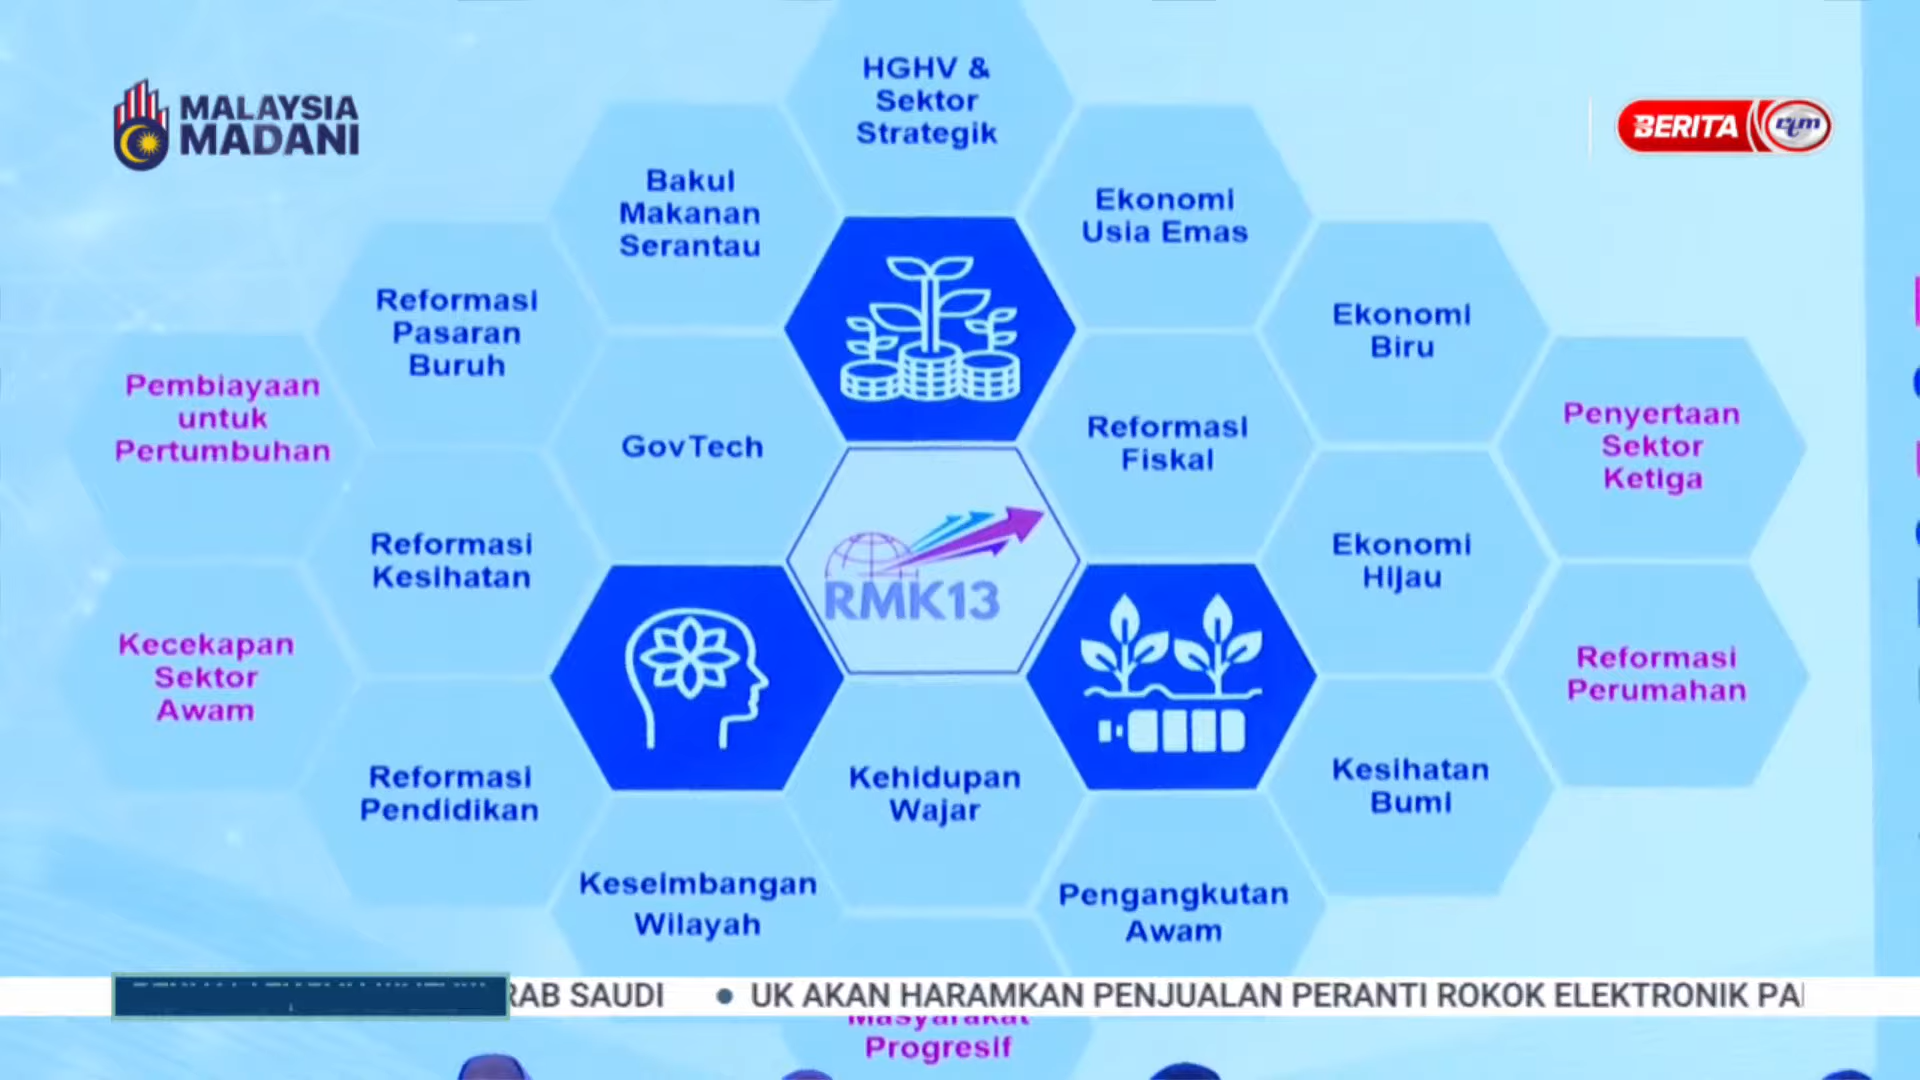 MALAYSIA
MADANI
BERITA rtm
HGHV &
Sektor
Strategik
Bakul
Makanan
Serantau
Ekonomi
Usia Emas
Reformasi
Pasaran
Buruh
Ekonomi
Biru
Pembiayaan
untuk
Pertumbuhan
GovTech
Reformasi
Fiskal
Penyertaan
Sektor
Ketiga
Reformasi
Kesihatan
RMK13
Ekonomi
Hijau
Kecekapan
Sektor
Awam
Reformasi
Perumahan
Reformasi
Pendidikan
Kehidupan
Wajar
Kesihatan
Bumi
Keseimbangan
Wilayah
Pengangkutan
Awam
RAB SAUDI • UK AKAN HARAMKAN PENJUALAN PERANTI ROKOK ELEKTRONIK PA
Masyarakat
Progresif